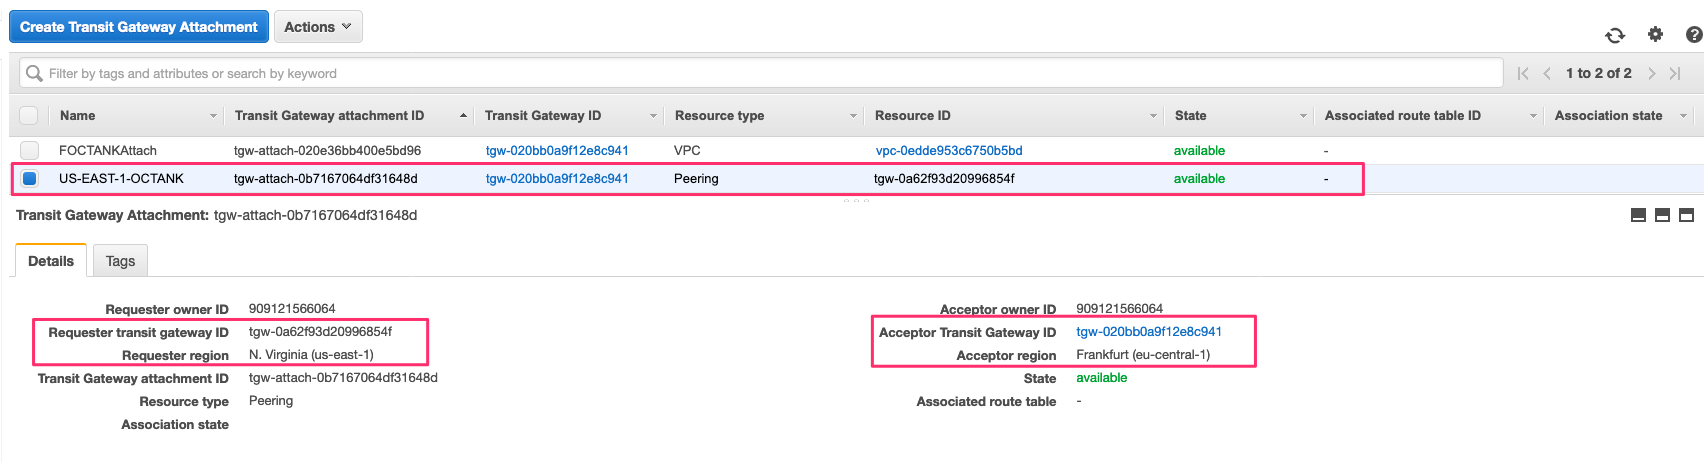 Create Transit Gateway Attachment Actions
Filter by tags and attributes or search by keyword 1 to 2 of 2
Name Transit Gateway attachment ID Transit Gateway ID Resource type Resource ID State Associated route table ID Association state
FOCTANKAttach tgw-attach-020e36bb400e5bd96 tgw-020bb0a9f12e8c941 VPC vpc-0edde953c6750b5bd available -
US-EAST-1-OCTANK tgw-attach-0b7167064df31648d tgw-020bb0a9f12e8c941 Peering tgw-0a62f93d20996854f available -
Transit Gateway Attachment: tgw-attach-0b7167064df31648d
Details Tags
Requester owner ID 909121566064 Acceptor owner ID 909121566064
Requester transit gateway ID tgw-0a62f93d20996854f Acceptor Transit Gateway ID tgw-020bb0a9f12e8c941
Requester region N. Virginia (us-east-1) Acceptor region Frankfurt (eu-central-1)
Transit Gateway attachment ID tgw-attach-0b7167064df31648d State available
Resource type Peering Associated route table -
Association state